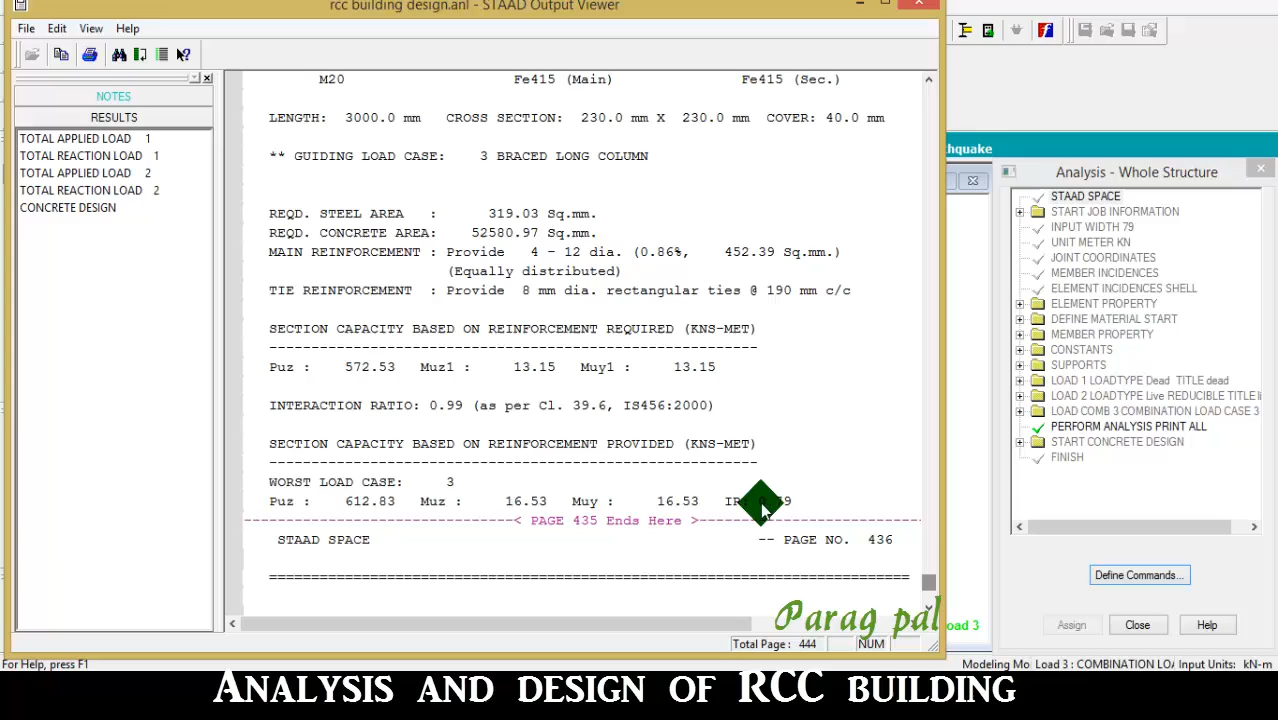 rcc building design.anl - STAAD Output Viewer
File Edit View Help
NOTES
RESULTS
TOTAL APPLIED LOAD 1
TOTAL REACTION LOAD 1
TOTAL APPLIED LOAD 2
TOTAL REACTION LOAD 2
CONCRETE DESIGN
M20 Fe415 (Main) Fe415 (Sec.)
LENGTH: 3000.0 mm CROSS SECTION: 230.0 mm X 230.0 mm COVER: 40.0 mm
** GUIDING LOAD CASE: 3 BRACED LONG COLUMN
REQD. STEEL AREA : 319.03 Sq.mm.
REQD. CONCRETE AREA: 52580.97 Sq.mm.
MAIN REINFORCEMENT : Provide 4 - 12 dia. (0.86%, 452.39 Sq.mm.)
(Equally distributed)
TIE REINFORCEMENT : Provide 8 mm dia. rectangular ties @ 190 mm c/c
SECTION CAPACITY BASED ON REINFORCEMENT REQUIRED (KNS-MET)
Puz : 572.53 Muz1 : 13.15 Muy1 : 13.15
INTERACTION RATIO: 0.99 (as per Cl. 39.6, IS456:2000)
SECTION CAPACITY BASED ON REINFORCEMENT PROVIDED (KNS-MET)
WORST LOAD CASE: 3
Puz : 612.83 Muz : 16.53 Muy : 16.53
< PAGE 435 Ends Here >
STAAD SPACE -- PAGE NO. 436
Total Page: 444 NUM
For Help, press F1
hquake
Analysis - Whole Structure
STAAD SPACE
START JOB INFORMATION
INPUT WIDTH 79
UNIT METER KN
JOINT COORDINATES
MEMBER INCIDENCES
ELEMENT INCIDENCES SHELL
ELEMENT PROPERTY
DEFINE MATERIAL START
MEMBER PROPERTY
CONSTANTS
SUPPORTS
LOAD 1 LOADTYPE Dead TITLE dead
LOAD 2 LOADTYPE Live REDUCIBLE TITLE li
LOAD COMB 3 COMBINATION LOAD CASE 3
PERFORM ANALYSIS PRINT ALL
START CONCRETE DESIGN
FINISH
Define Commands...
Assign Close Help
oad 3
Modeling Mo Load 3 : COMBINATION LOA Input Units: kN-m
Parag pal
ANALYSIS AND DESIGN OF RCC BUILDING